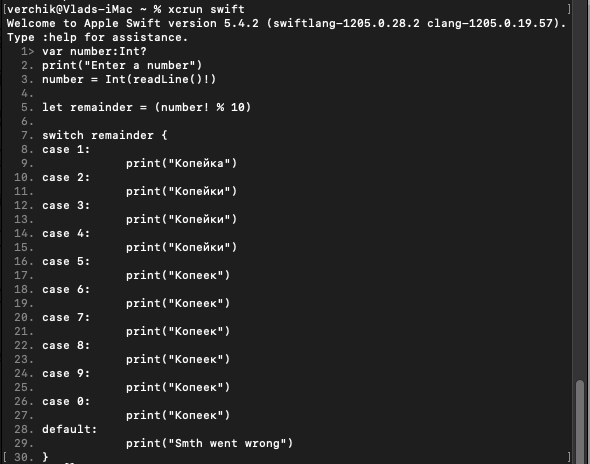 [verchik@Vlads-iMac ~ % xcrun swift ]
Welcome to Apple Swift version 5.4.2 (swiftlang-1205.0.28.2 clang-1205.0.19.57).
Type :help for assistance.
1> var number:Int?
2. print("Enter a number")
3. number = Int(readLine()!)
4.
5. let remainder = (number! % 10)
6.
7. switch remainder {
8. case 1:
9. print("Копейка")
10. case 2:
11. print("Копейки")
12. case 3:
13. print("Копейки")
14. case 4:
15. print("Копейки")
16. case 5:
17. print("Копеек")
18. case 6:
19. print("Копеек")
20. case 7:
21. print("Копеек")
22. case 8:
23. print("Копеек")
24. case 9:
25. print("Копеек")
26. case 0:
27. print("Копеек")
28. default:
29. print("Smth went wrong")
[ 30. } ]